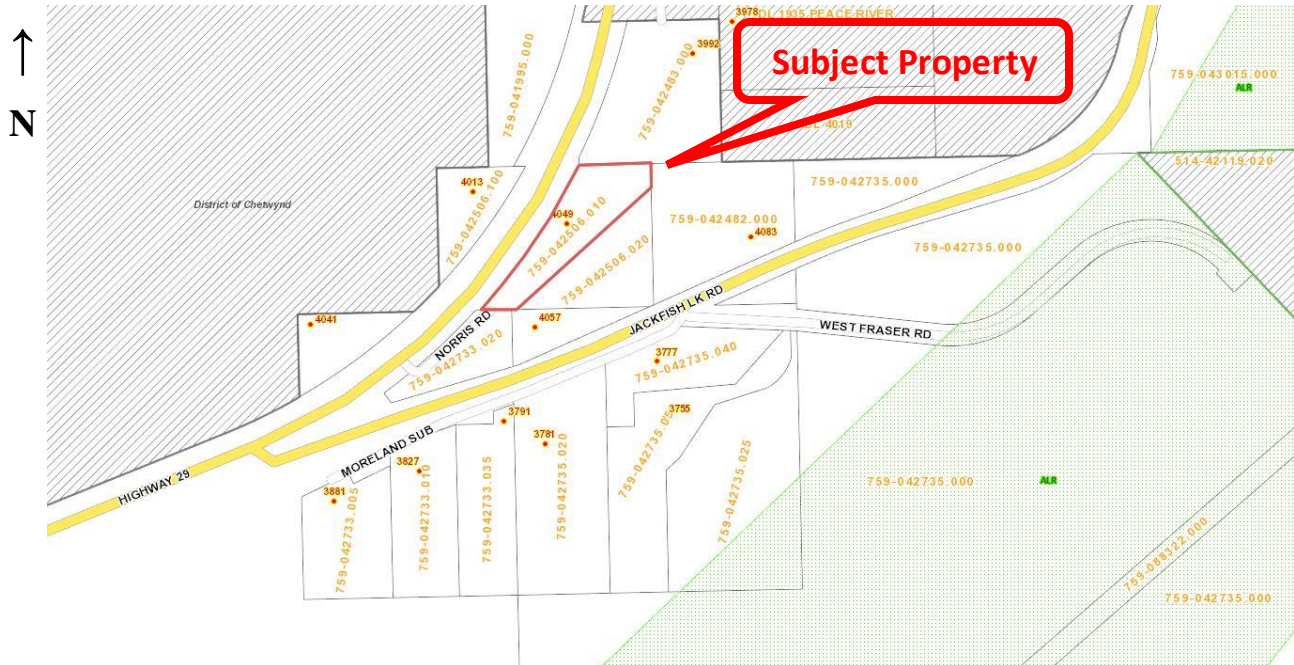 3978
DL 1935 PEACE RIVER
3992
↑
N
Subject Property
759-041995.000
759-042483.000
759-043015.000
ALR
DL 4019
514-42119.020
4013
759-042506.100
759-042735.000
District of Chetwynd
4049
759-042506.010
759-042482.000
4083
759-042506.020
759-042735.000
4041
NORRIS RD
4057
JACKFISH LK RD
WEST FRASER RD
759-042733.020
3777
759-042735.040
3791
3755
MORELAND SUB
3781
3827
HIGHWAY 29
3881
759-042733.005
759-042733.010
759-042733.035
759-042735.020
759-042735.05
759-042735.025
759-042735.000
ALR
759-088322.000
759-042735.000